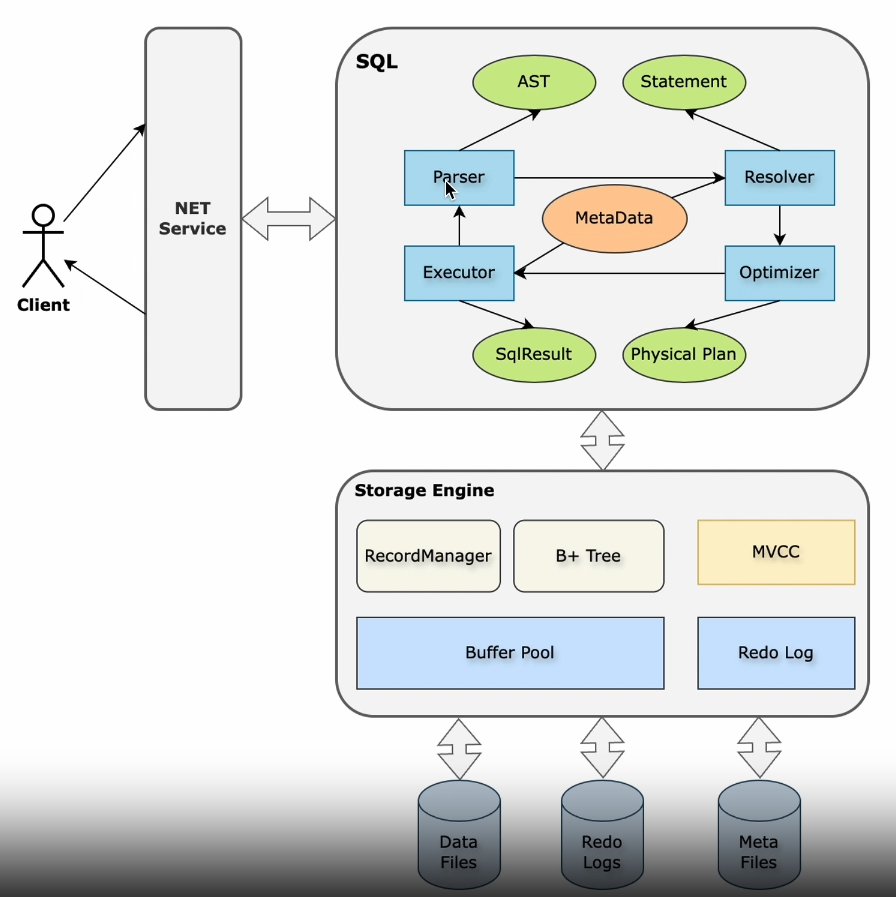 SQL
AST
Statement
Parser
Resolver
NET
Service
MetaData
Executor
Optimizer
Client
SqlResult
Physical Plan
Storage Engine
RecordManager
B+ Tree
MVCC
Buffer Pool
Redo Log
Data
Files
Redo
Logs
Meta
Files